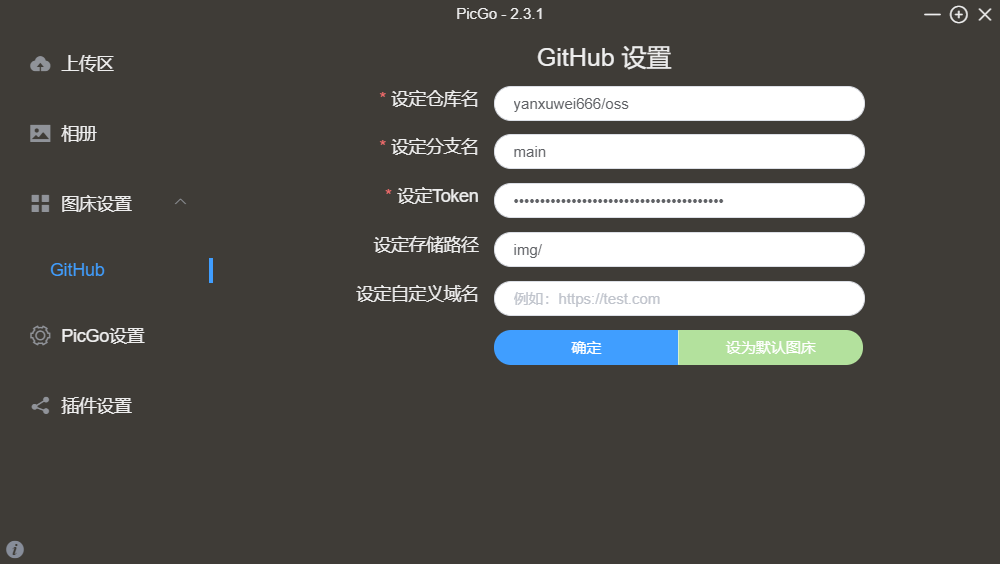 PicGo - 2.3.1
上传区
相册
图床设置
GitHub
PicGo设置
插件设置
GitHub 设置
* 设定仓库名
yanxuwei666/oss
* 设定分支名
main
* 设定Token
••••••••••••••••••••••••••••••••••••••••
设定存储路径
img/
设定自定义域名
例如：https://test.com
确定
设为默认图床